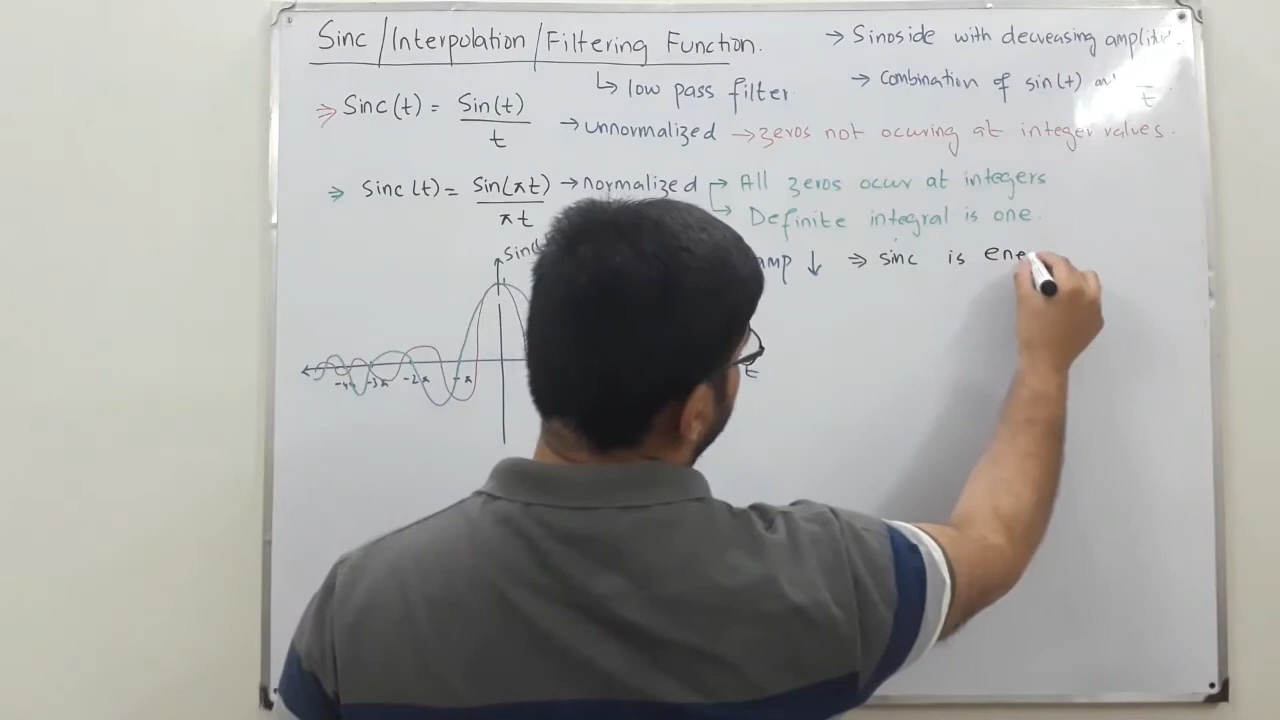 Sinc / Interpolation / Filtering Function.
→ Sinoside with decreasing
↳ low pass filter
→ Combination of sin(t)
t
⇒ Sinc (t) = Sin(t) / t → unnormalized → zeros not occuring at integer values.
⇒ Sinc (t) = Sin(πt) / πt → normalized → All zeros occur at integers
→ Definite integral is one.
amp ↓ ⇒ sinc is ene
-3π -2π -π
t